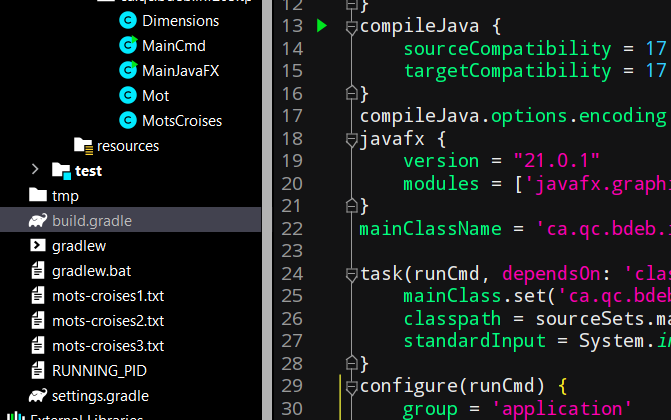 Dimensions
MainCmd
MainJavaFX
Mot
MotsCroises
resources
test
tmp
build.gradle
gradlew
gradlew.bat
mots-croises1.txt
mots-croises2.txt
mots-croises3.txt
RUNNING_PID
settings.gradle
External Libraries
12 }
13 compileJava {
14 sourceCompatibility = 17
15 targetCompatibility = 17
16 }
17 compileJava.options.encoding
18 javafx {
19 version = "21.0.1"
20 modules = ['javafx.graphi
21 }
22 mainClassName = 'ca.qc.bdeb.i
23
24 task(runCmd, dependsOn: 'clas
25 mainClass.set('ca.qc.bdeb
26 classpath = sourceSets.ma
27 standardInput = System.in
28 }
29 configure(runCmd) {
30 group = 'application'